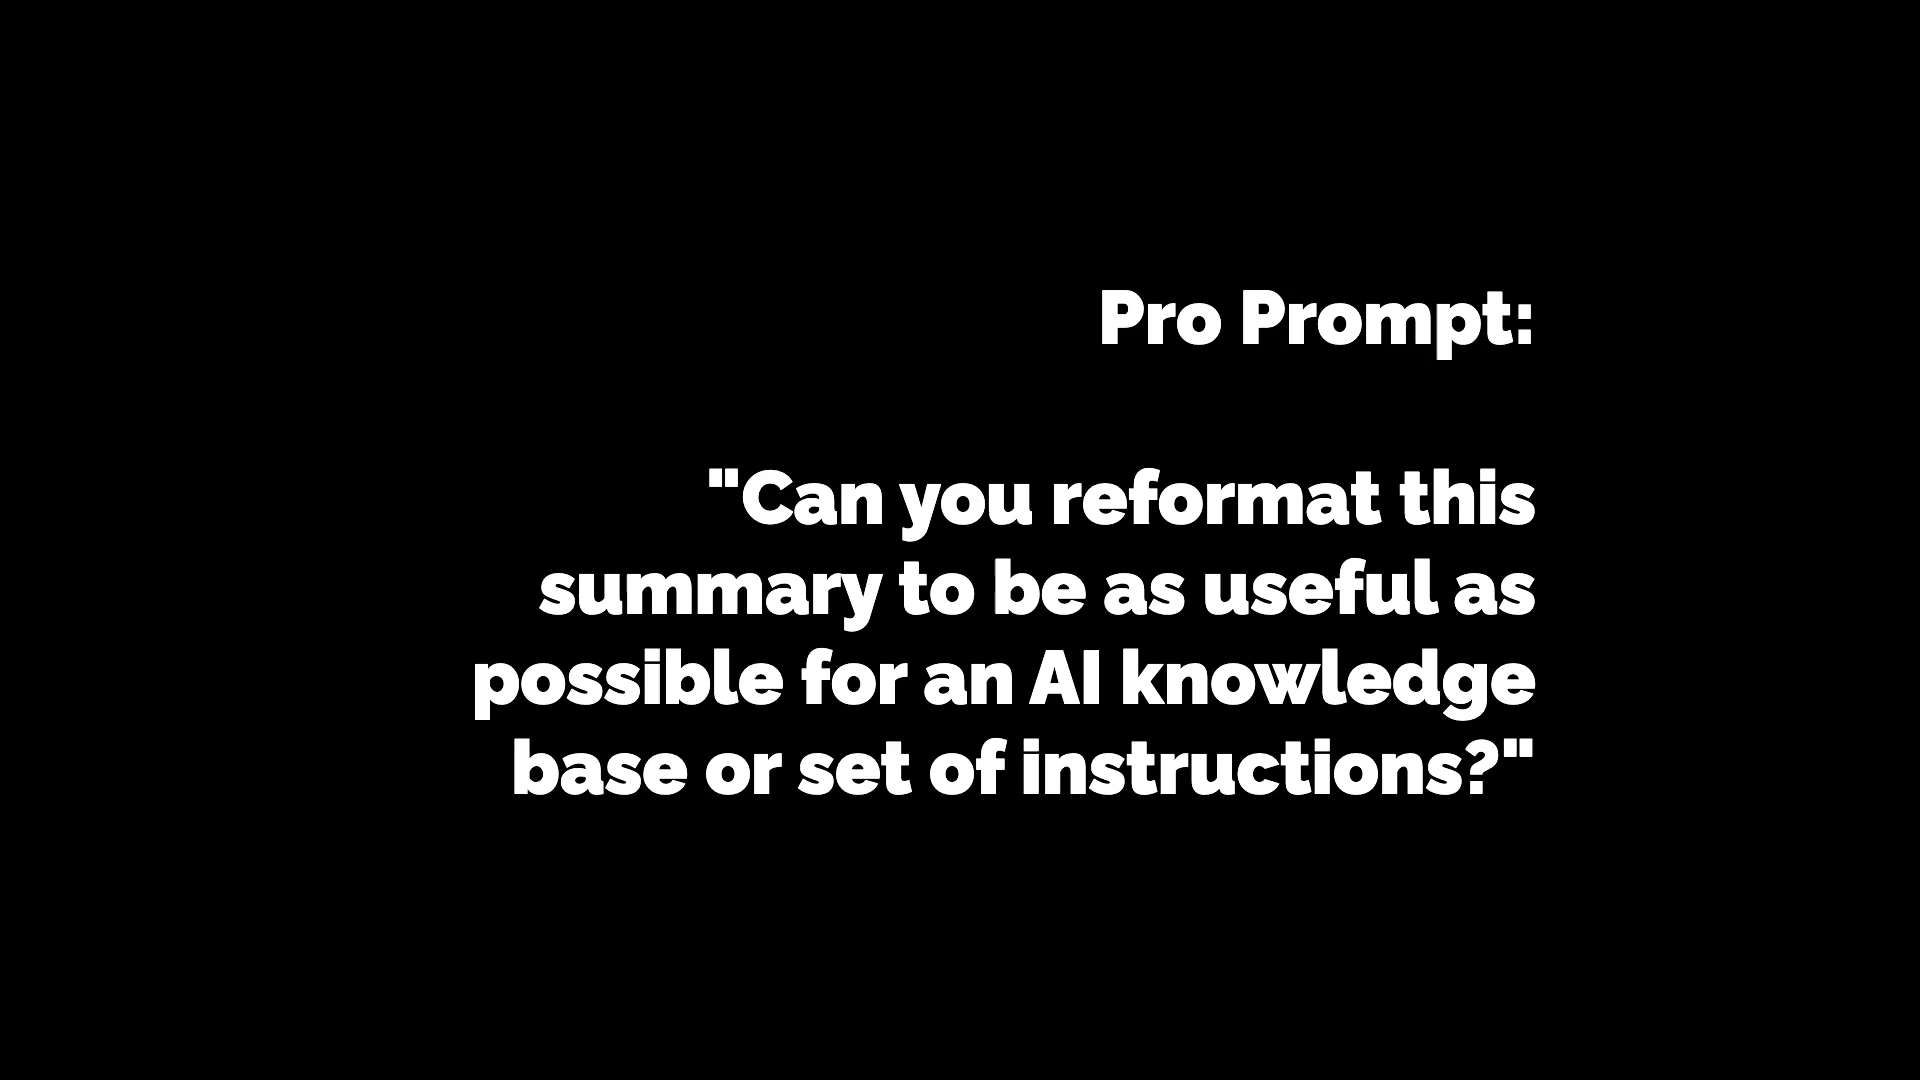 Pro Prompt:
"Can you reformat this
summary to be as useful as
possible for an AI knowledge
base or set of instructions?"